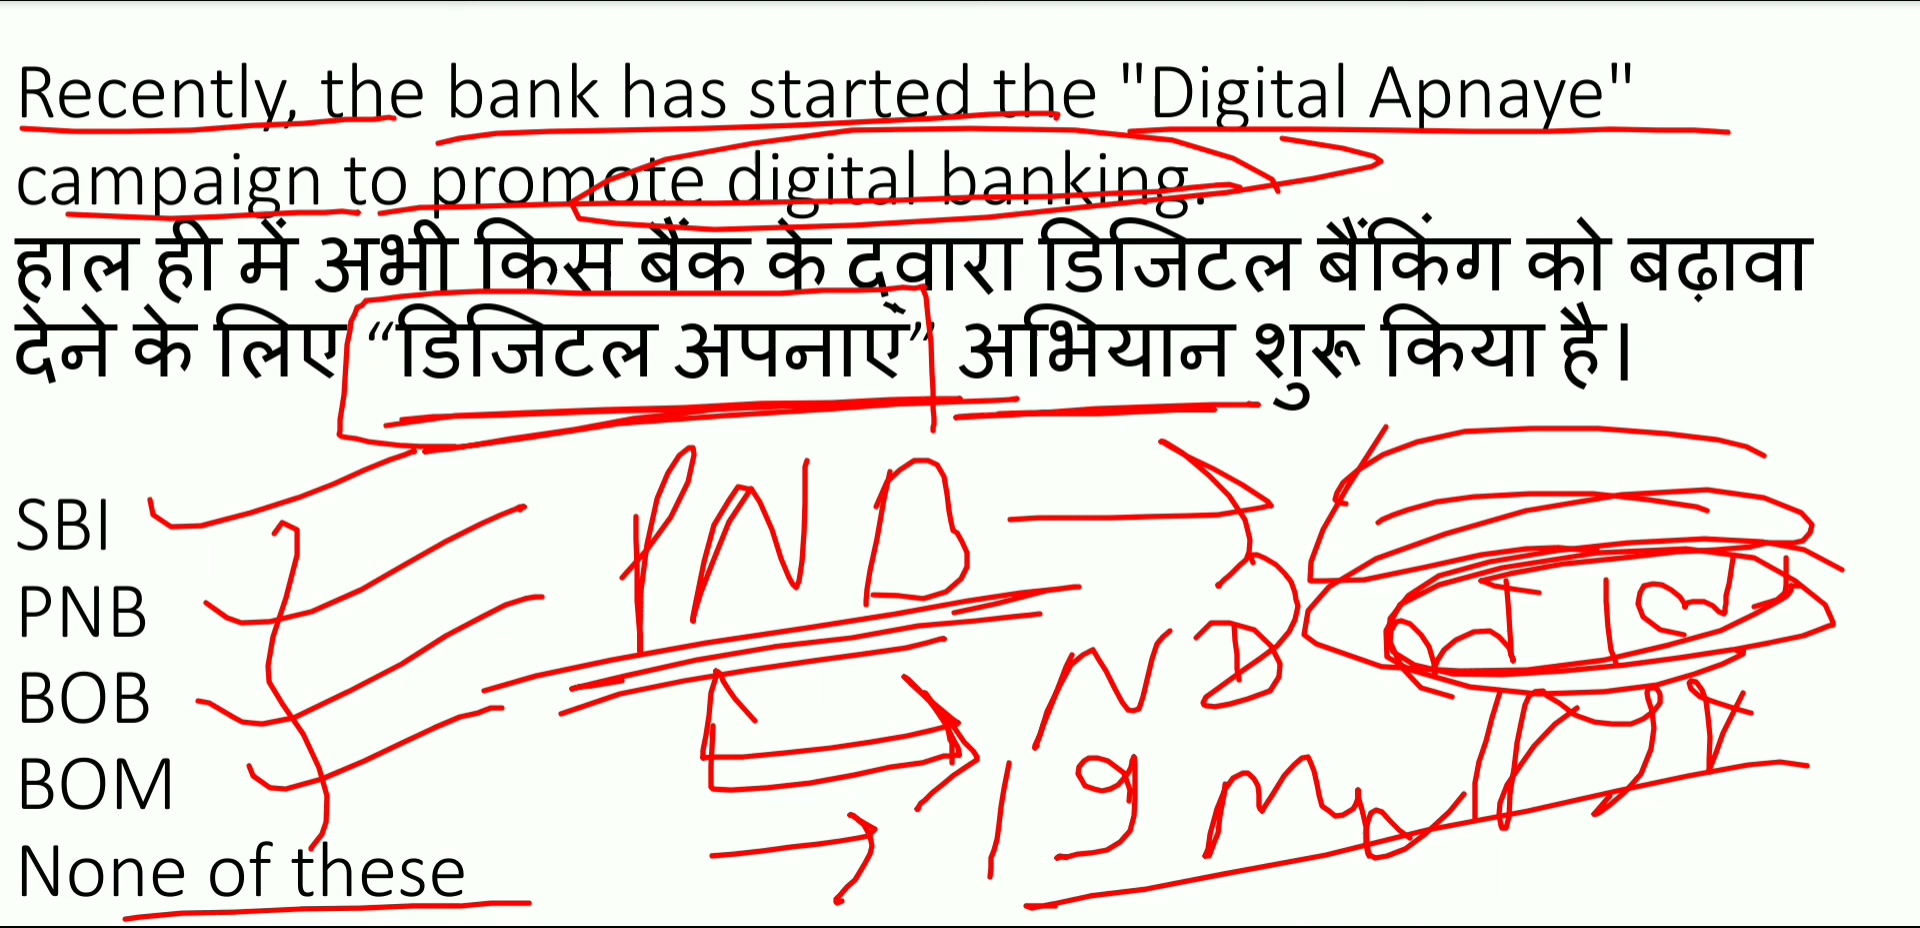 Recently, the bank has started the "Digital Apnaye"
campaign to promote digital banking.
हाल ही में अभी किस बैंक के द्वारा डिजिटल बैंकिंग को बढ़ावा
देने के लिए “डिजिटल अपनाएं” अभियान शुरू किया है।
SBI
PNB
BOB
BOM
None of these
PNB
ND